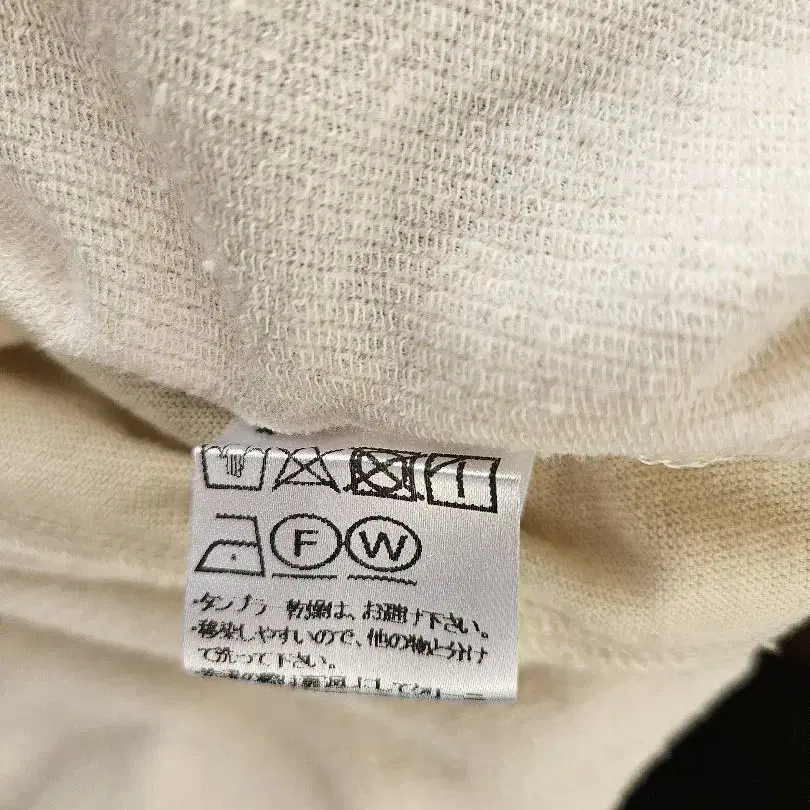 F W
・タンブラー乾燥は、お避け下さい。
・移染しやすいので、他の物と分け
て洗って下さい。